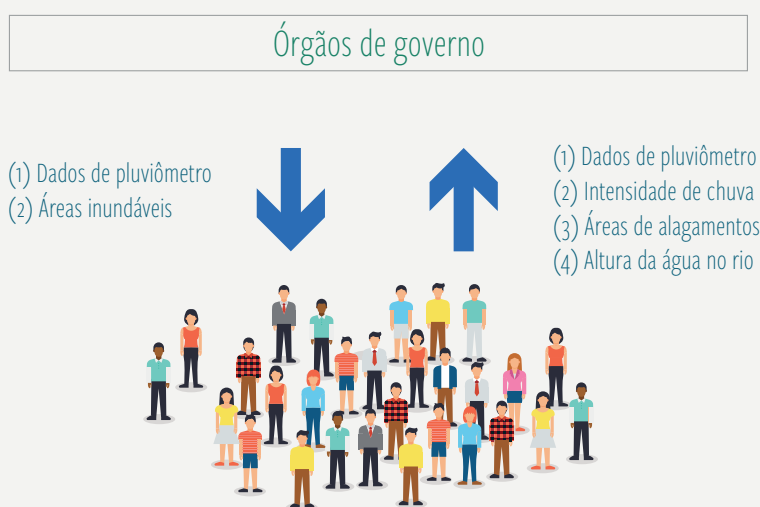 Órgãos de governo
(1) Dados de pluviômetro
(2) Áreas inundáveis
(1) Dados de pluviômetro
(2) Intensidade de chuva
(3) Áreas de alagamentos
(4) Altura da água no rio